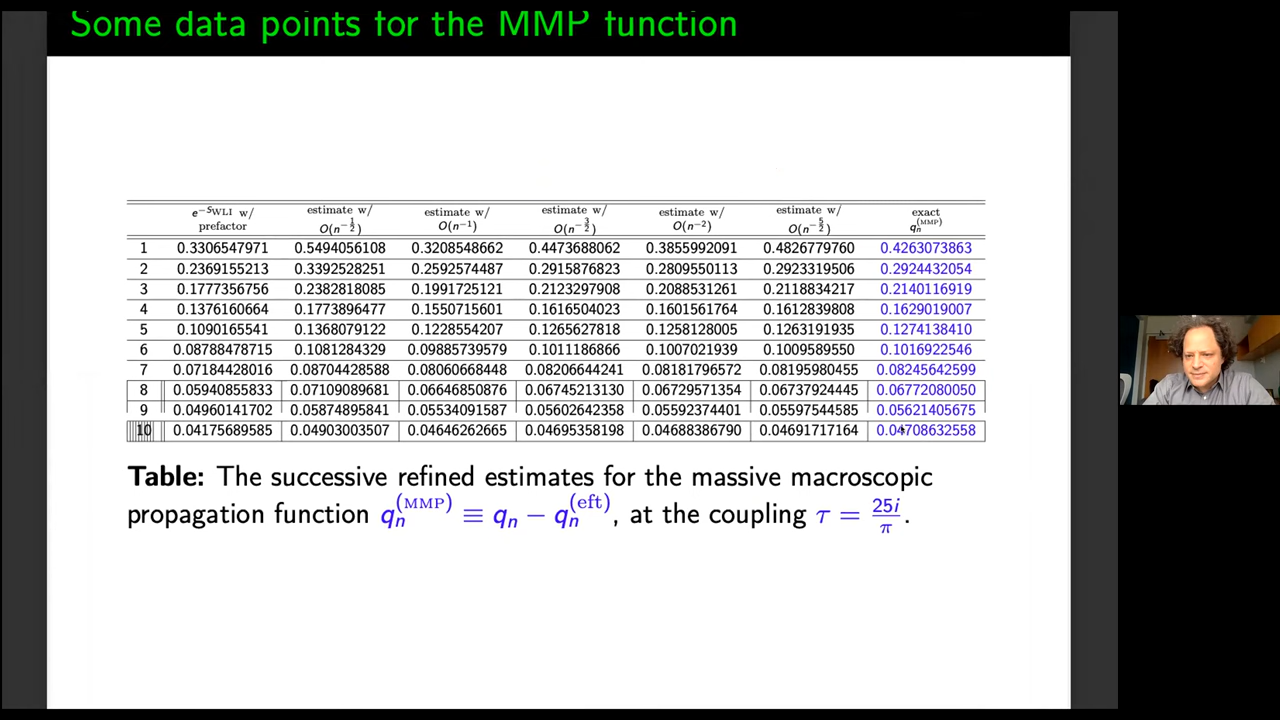 Some data points for the MMP function
e^{-S_{WLI}} w/ prefactor | estimate w/ O(n^{-1/2}) | estimate w/ O(n^{-1}) | estimate w/ O(n^{-3/2}) | estimate w/ O(n^{-2}) | estimate w/ O(n^{-5/2}) | exact q_n^{(MMP)}
1 0.3306547971 0.5494056108 0.3208548662 0.4473688062 0.3855992091 0.4826779760 0.4263073863
2 0.2369155213 0.3392528251 0.2592574487 0.2915876823 0.2809550113 0.2923319506 0.2924432054
3 0.1777356756 0.2382818085 0.1991725121 0.2123297908 0.2088531261 0.2118834217 0.2140116919
4 0.1376160664 0.1773896477 0.1550715601 0.1616504023 0.1601561764 0.1612839808 0.1629019007
5 0.1090165541 0.1368079122 0.1228554207 0.1265627818 0.1258128005 0.1263191935 0.1274138410
6 0.08788478715 0.1081284329 0.09885739579 0.1011186866 0.1007021939 0.1009589550 0.1016922546
7 0.07184428016 0.08704428588 0.08060668448 0.08206644241 0.08181796572 0.08195980455 0.08245642599
8 0.05940855833 0.07109089681 0.06646850876 0.06745213130 0.06729571354 0.06737924445 0.06772080050
9 0.04960141702 0.05874895841 0.05534091587 0.05602642358 0.05592374401 0.05597544585 0.05621405675
10 0.04175689585 0.04903003507 0.04646262665 0.04695358198 0.04688386790 0.04691717164 0.04708632558
Table: The successive refined estimates for the massive macroscopic
propagation function q_n^{(MMP)} ≡ q_n − q_n^{(eft)}, at the coupling τ = 25i/π.